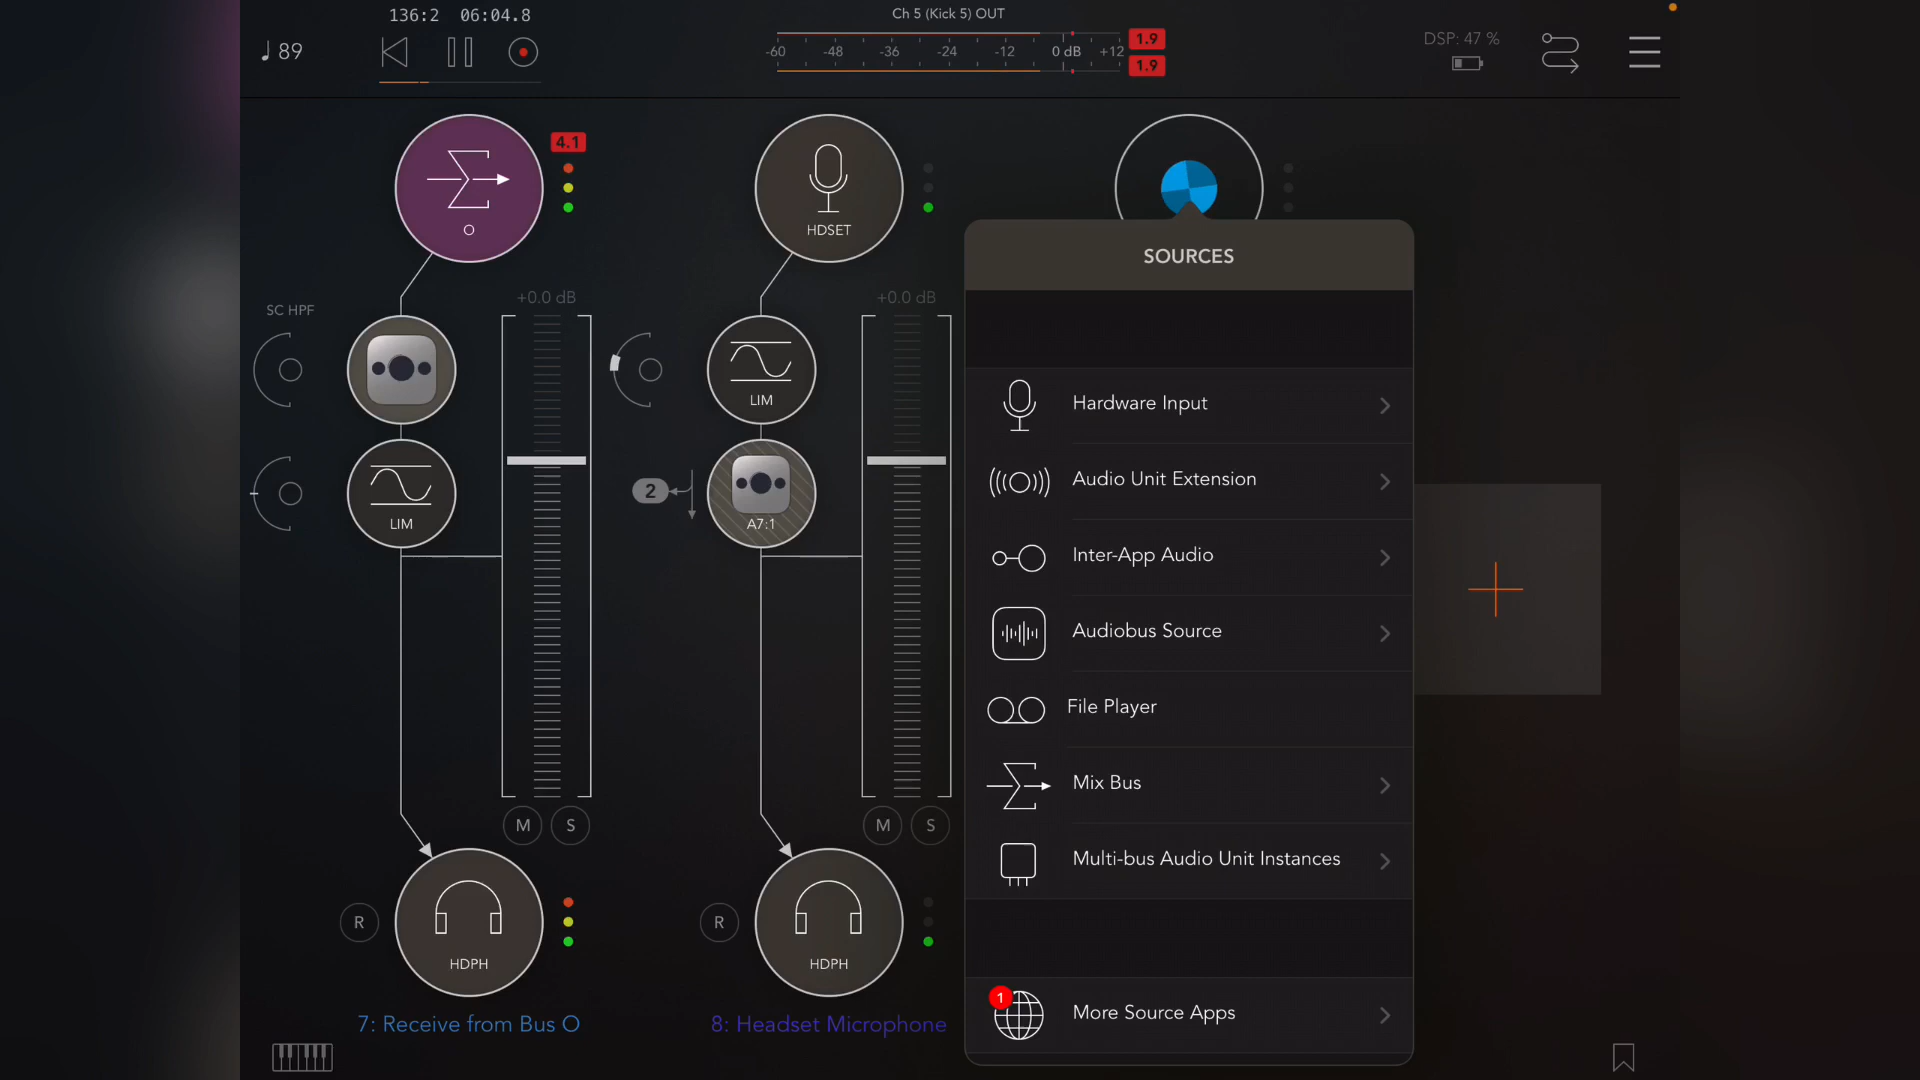 136:2 06:04.8
♩ 89
Ch 5 (Kick 5) OUT
-60 -48 -36 -24 -12 0 dB +12
1.9
1.9
DSP: 47 %
4.1
O
HDSET
SC HPF
+0.0 dB
+0.0 dB
LIM
LIM
2
A7:1
M S
M S
R
HDPH
R
HDPH
7: Receive from Bus O
8: Headset Microphone
SOURCES
Hardware Input
Audio Unit Extension
Inter-App Audio
Audiobus Source
File Player
Mix Bus
Multi-bus Audio Unit Instances
1
More Source Apps